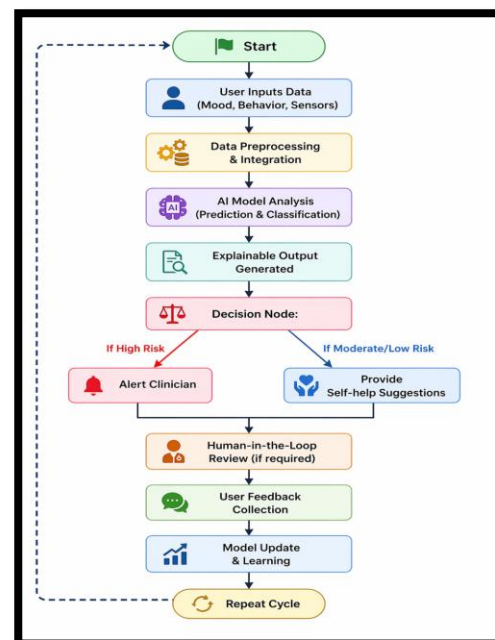 Start
User Inputs Data
(Mood, Behavior, Sensors)
Data Preprocessing
& Integration
AI
AI Model Analysis
(Prediction & Classification)
Explainable Output
Generated
Decision Node:
If High Risk
If Moderate/Low Risk
Alert Clinician
Provide
Self-help Suggestions
Human-in-the-Loop
Review (if required)
User Feedback
Collection
Model Update
& Learning
Repeat Cycle